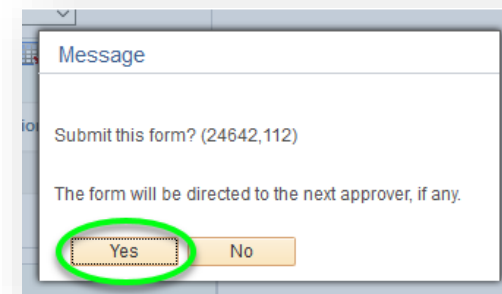 Message
Submit this form? (24642,112)
The form will be directed to the next approver, if any.
Yes No